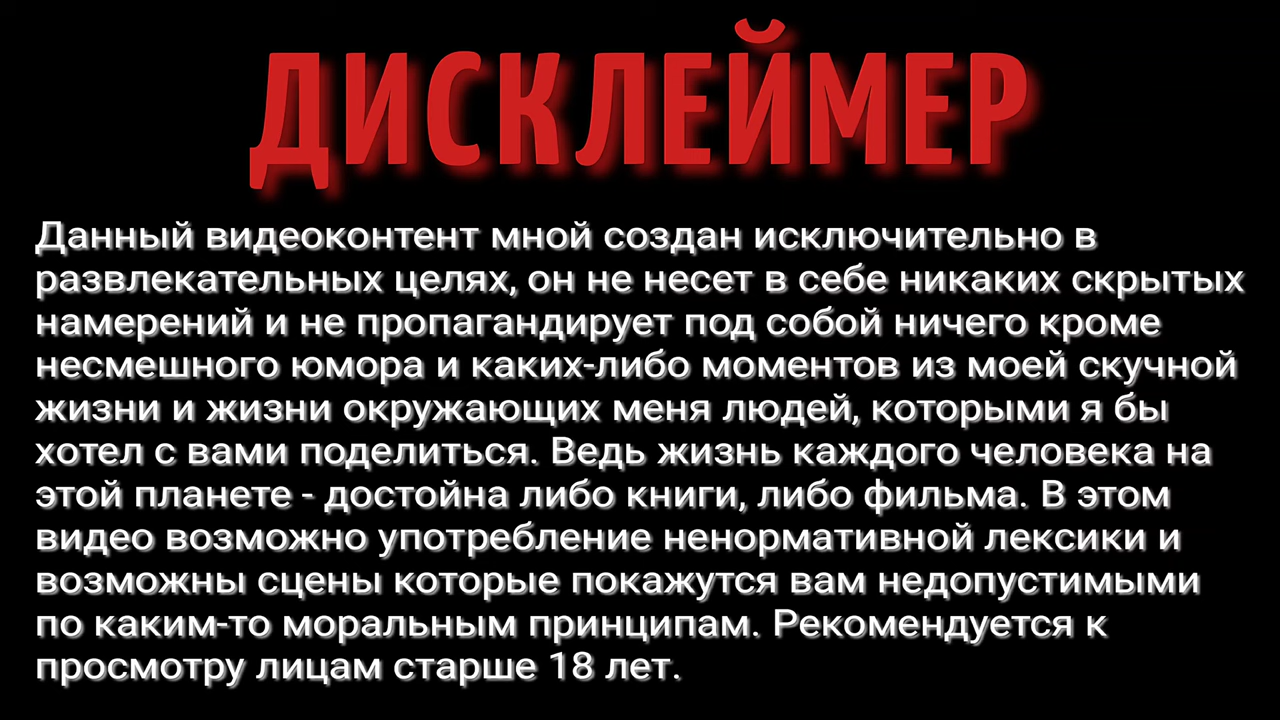 ДИСКЛЕЙМЕР
Данный видеоконтент мной создан исключительно в
развлекательных целях, он не несет в себе никаких скрытых
намерений и не пропагандирует под собой ничего кроме
несмешного юмора и каких-либо моментов из моей скучной
жизни и жизни окружающих меня людей, которыми я бы
хотел с вами поделиться. Ведь жизнь каждого человека на
этой планете - достойна либо книги, либо фильма. В этом
видео возможно употребление ненормативной лексики и
возможны сцены которые покажутся вам недопустимыми
по каким-то моральным принципам. Рекомендуется к
просмотру лицам старше 18 лет.